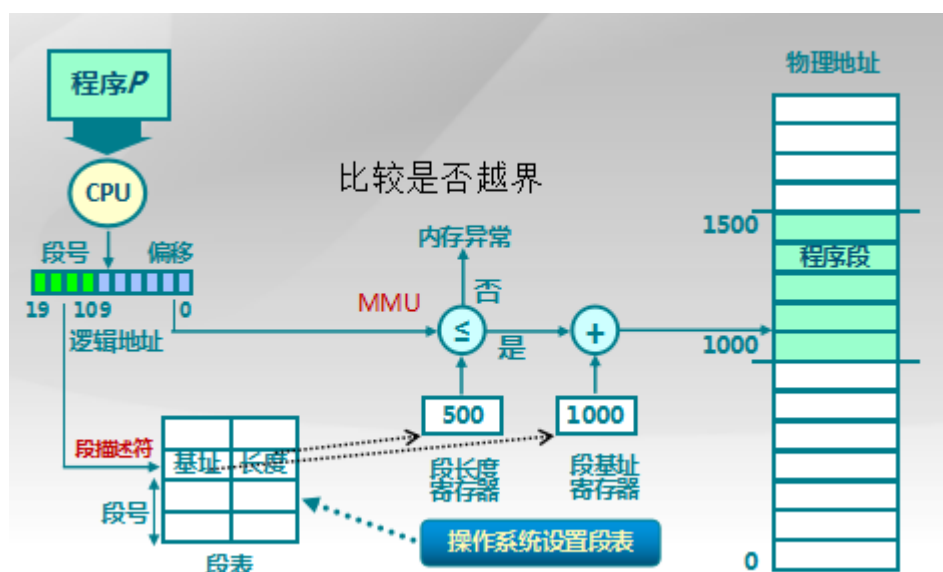 物理地址
程序P
CPU
比较是否越界
1500
内存异常
段号
偏移
程序段
否
MMU
19
109
0
≤
是
+
1000
逻辑地址
500
1000
段描述符
基址
长度
段长度
寄存器
段基址
寄存器
段号
操作系统设置段表
段表
0